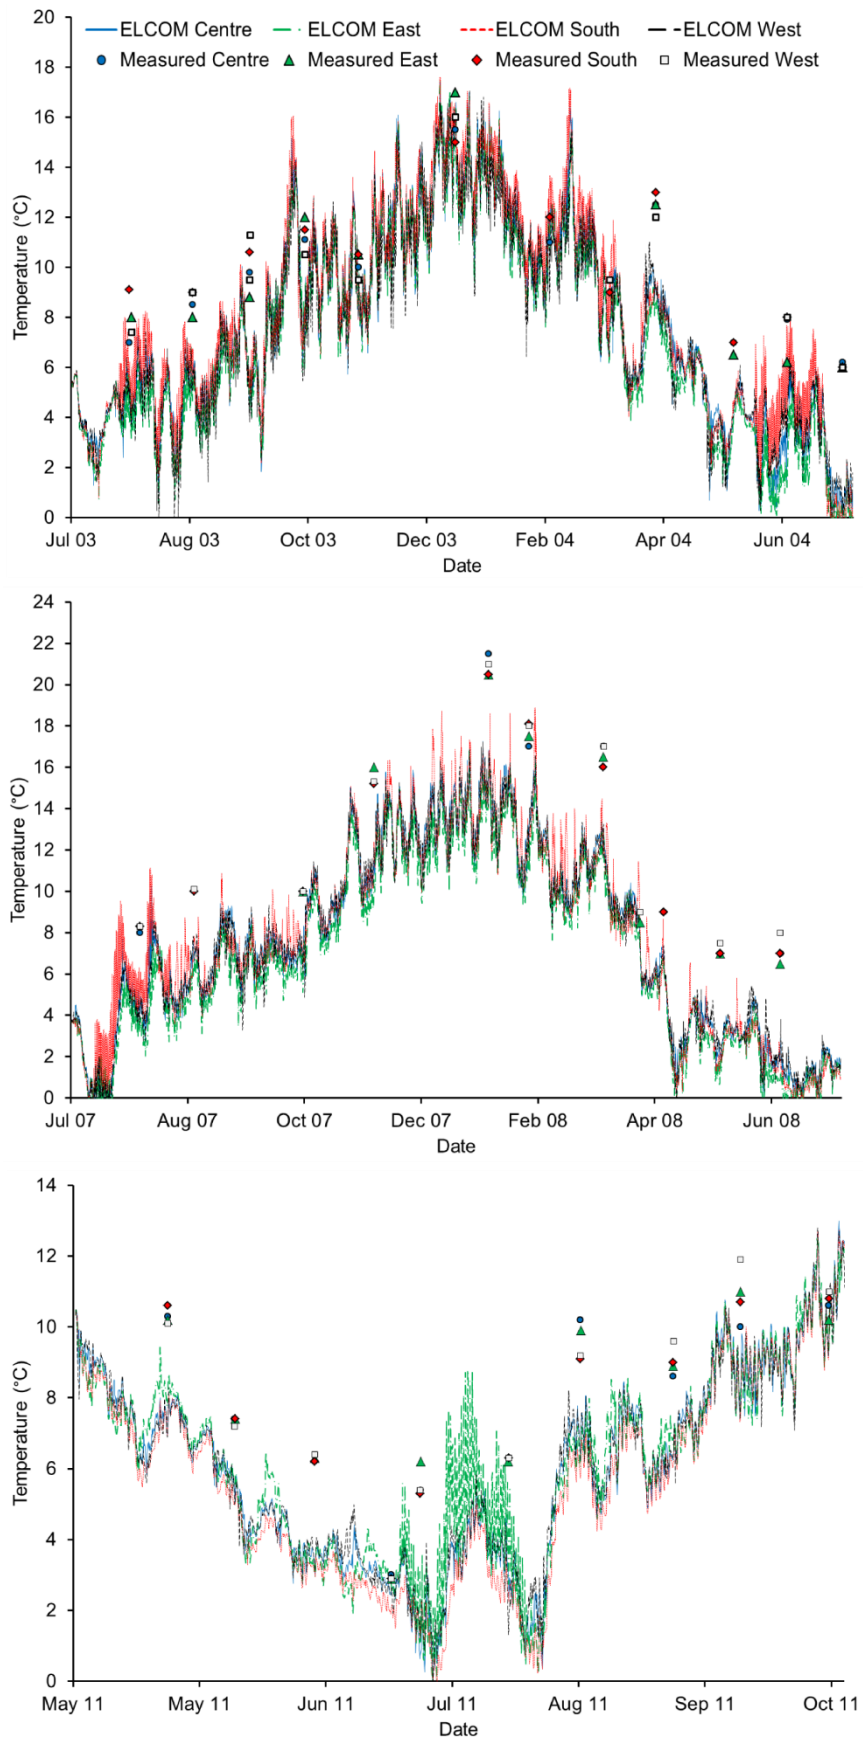 20
18
16
14
12
10
8
6
4
2
0
Temperature (°C)
ELCOM Centre ELCOM East ELCOM South ELCOM West
Measured Centre Measured East Measured South Measured West
Jul 03 Aug 03 Oct 03 Dec 03 Feb 04 Apr 04 Jun 04
Date
24
22
20
18
16
14
12
10
8
6
4
2
0
Temperature (°C)
Jul 07 Aug 07 Oct 07 Dec 07 Feb 08 Apr 08 Jun 08
Date
14
12
10
8
6
4
2
0
Temperature (°C)
May 11 May 11 Jun 11 Jul 11 Aug 11 Sep 11 Oct 11
Date